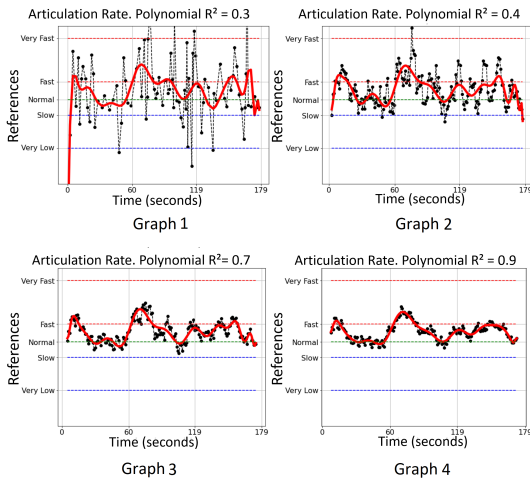 Articulation Rate. Polynomial R² = 0.3
Very Fast
Fast
Normal
Slow
Very Low
References
0
60
119
179
Time (seconds)
Graph 1
Articulation Rate. Polynomial R² = 0.4
Very Fast
Fast
Normal
Slow
Very Low
References
0
60
119
179
Time (seconds)
Graph 2
Articulation Rate. Polynomial R² = 0.7
Very Fast
Fast
Normal
Slow
Very Low
References
0
60
119
179
Time (seconds)
Graph 3
Articulation Rate. Polynomial R² = 0.9
Very Fast
Fast
Normal
Slow
Very Low
References
0
60
119
179
Time (seconds)
Graph 4